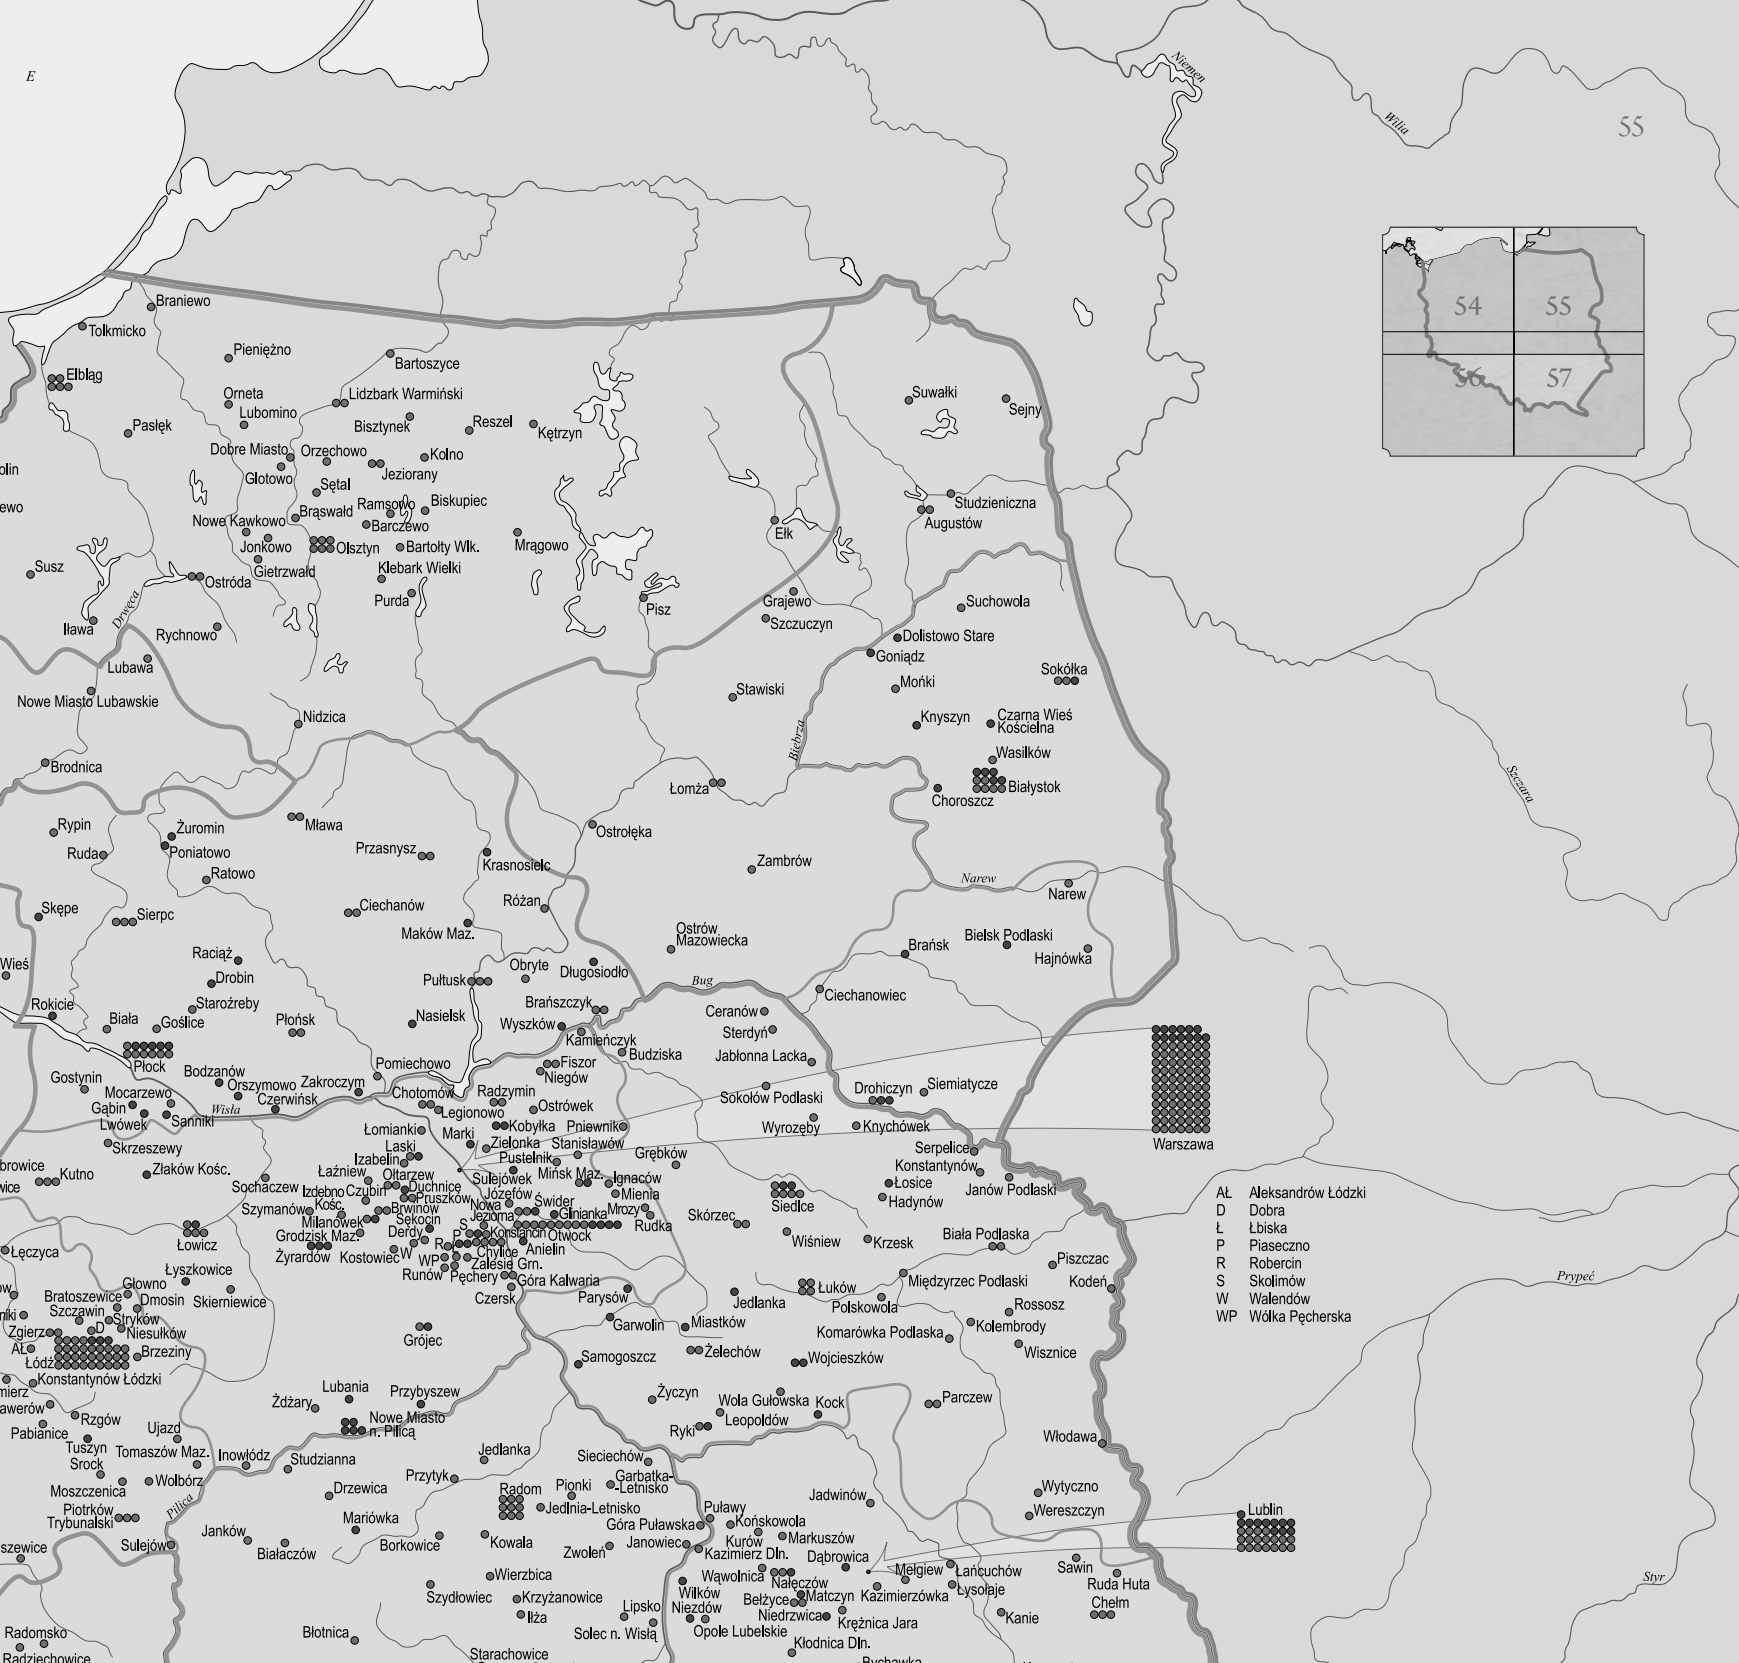 E
Niemen
Wilia
55
54
55
56
57
Braniewo
Tolkmicko
Pieniężno
Bartoszyce
Elbląg
Orneta
Lidzbark Warmiński
Suwałki
Sejny
Lubomino
Pasłęk
Bisztynek
Reszel
Kętrzyn
Dobre Miasto
Orzechowo
Kolno
olin
Glotowo
Jeziorany
Sętal
ewo
Ramsowo
Biskupiec
Studzieniczna
Brąswałd
Nowe Kawkowo
Barczewo
Augustów
Ełk
Jonkowo
Olsztyn
Bartołty Wlk.
Mrągowo
Susz
Gietrzwałd
Klebark Wielki
Ostróda
Purda
Pisz
Grajewo
Suchowola
Drwęca
Iława
Rychnowo
Szczuczyn
Dolistowo Stare
Goniądz
Lubawa
Sokółka
Mońki
Stawiski
Nowe Miasto Lubawskie
Nidzica
Knyszyn
Czarna Wieś
Kościelna
Biebrza
Wasilków
Brodnica
Szczara
Łomża
Białystok
Choroszcz
Rypin
Żuromin
Mława
Ostrołęka
Ruda
Poniatowo
Przasnysz
Krasnosielc
Zambrów
Ratowo
Narew
Narew
Skępe
Sierpc
Ciechanów
Różan
Maków Maz.
Ostrów
Mazowiecka
Bielsk Podlaski
Brańsk
Hajnówka
Wieś
Raciąż
Drobin
Pułtusk
Obryte
Długosiodło
Bug
Ciechanowiec
Rokicie
Staroźreby
Brańszczyk
Ceranów
Biała
Goślice
Płońsk
Nasielsk
Wyszków
Sterdyń
Kamieńczyk
Budziska
Jabłonna Lacka
Płock
Pomiechowo
Fiszor
Niegów
Gostynin
Bodzanów
Orszymowo
Zakroczym
Mocarzewo
Czerwińsk
Chotomów
Radzymin
Sokołów Podlaski
Drohiczyn
Siemiatycze
Gąbin
Wisła
Legionowo
Ostrówek
Lwówek
Sanniki
Łomianki
Marki
Kobyłka
Pniewnik
Wyrozęby
Knychówek
Warszawa
Skrzeszewy
Laski
Zielonka
Stanisławów
Serpelice
Izabelin
Pustelnik
Grębków
Konstantynów
browice
Kutno
Złaków Kośc.
Łaźniew
Ołtarzew
Sulejówek
Mińsk Maz.
Ignaców
Łosice
Janów Podlaski
wice
Sochaczew
Izdebno
Kośc.
Czubin
Duchnice
Pruszków
Józefów
Mienia
Siedlce
Hadynów
Szymanów
Brwinów
Nowa
Jeziorna
Świder
Glinianka
Mrozy
Rudka
Skórzec
Milanówek
Sękocin
Konstancin
Otwock
Łowicz
Grodzisk Maz.
Derdy
S
Wiśniew
Krzesk
Biała Podlaska
Łęczyca
Żyrardów
Kostowiec
W
R
P
Chylice
Anielin
WP
Zalesie Grn.
Runów
Pęchery
Góra Kalwaria
Piszczac
Łyszkowice
Łuków
Międzyrzec Podlaski
Kodeń
Głowno
Skierniewice
Czersk
Parysów
Jedlanka
Polskowola
Bratoszewice
Dmosin
Rossosz
Szczawin
Stryków
Garwolin
Miastków
Kolembrody
Zgierz
D
Niesułków
Grójec
Komarówka Podlaska
AŁ
Brzeziny
Żelechów
Wisznice
Łódź
Samogoszcz
Wojcieszków
Konstantynów Łódzki
mierz
Lubania
Przybyszew
Życzyn
Wola Gułowska
Kock
Parczew
awerów
Żdżary
Rzgów
Nowe Miasto
n. Pilicą
Leopoldów
Pabianice
Ujazd
Ryki
Włodawa
Tuszyn
Tomaszów Maz.
Inowłódz
Studzianna
Jedlanka
Sieciechów
Srock
Wolbórz
Przytyk
Garbatka-
-Letnisko
Moszczenica
Drzewica
Radom
Pionki
Jadwinów
Wytyczno
Piotrków
Trybunalski
Pilica
Jedlnia-Letnisko
Puławy
Wereszczyn
Lublin
Mariówka
Góra Puławska
Końskowola
Janków
Kowala
Janowiec
Kurów
Markuszów
szewice
Sulejów
Białaczów
Borkowice
Zwoleń
Kazimierz Dln.
Dąbrowica
Mełgiew
Łańcuchów
Sawin
Wąwolnica
Nałęczów
Ruda Huta
Wierzbica
Wilków
Matczyn
Kazimierzówka
Łysołaje
Styr
Szydłowiec
Krzyżanowice
Bełżyce
Chełm
Iłża
Lipsko
Niezdów
Niedrzwica
Krężnica Jara
Kanie
Solec n. Wisłą
Opole Lubelskie
Radomsko
Błotnica
Kłodnica Dln.
Radziechowice
Starachowice
Bychawka
AŁ Aleksandrów Łódzki
D Dobra
Ł Łbiska
P Piaseczno
R Robercin
S Skolimów
W Walendów
WP Wólka Pęcherska
Prypeć